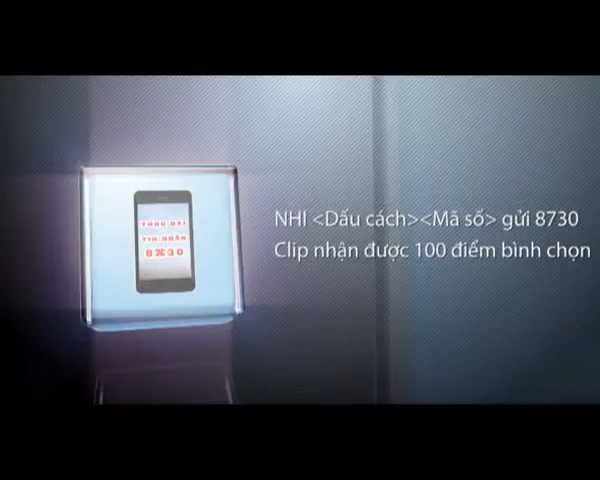 TỔNG ĐÀI
TIN NHẮN
8X30
NHI <Dấu cách><Mã số> gửi 8730
Clip nhận được 100 điểm bình chọn